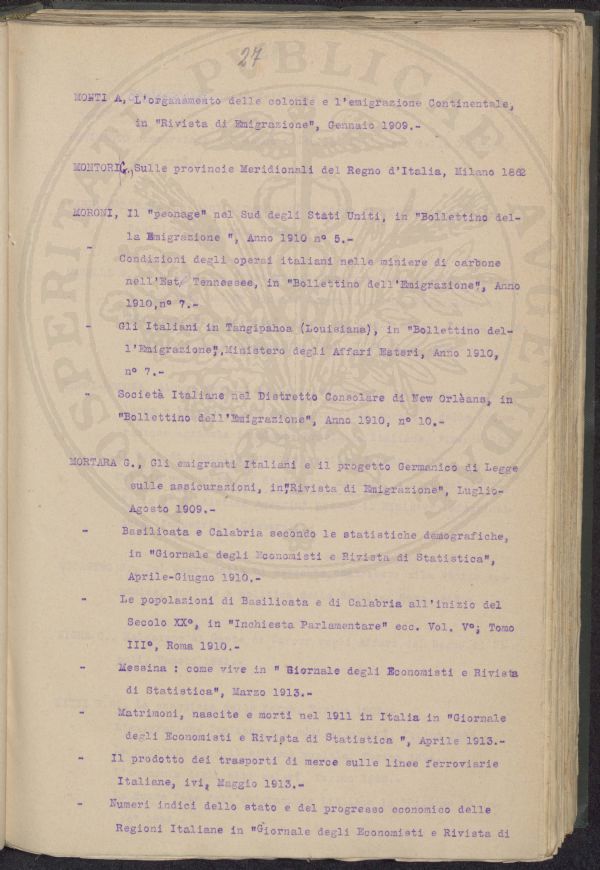 27
MONTI A, L'organamento delle colonie e l'emigrazione Continentale,
in "Rivista di Emigrazione", Gennaio 1909.-
MONTORI G., Sulle provincie Meridionali del Regno d'Italia, Milano 1862
MORONI, Il "peonage" nel Sud degli Stati Uniti, in "Bollettino del-
la Emigrazione ", Anno 1910 n° 5.-
- Condizioni degli operai italiani nelle miniere di carbone
nell'Est Tennessee, in "Bollettino dell'Emigrazione", Anno
1910, n° 7.-
- Gli Italiani in Tangipahoa (Louisiana), in "Bollettino del-
l'Emigrazione", Ministero degli Affari Esteri, Anno 1910,
n° 7.-
- Società Italiane nel Distretto Consolare di New Orlèans, in
"Bollettino dell'Emigrazione", Anno 1910, n° 10.-
MORTARA G., Gli emigranti Italiani e il progetto Germanico di Legge
sulle assicurazioni, in "Rivista di Emigrazione", Luglio-
Agosto 1909.-
- Basilicata e Calabria secondo le statistiche demografiche,
in "Giornale degli Economisti e Rivista di Statistica",
Aprile-Giugno 1910.-
- Le popolazioni di Basilicata e di Calabria all'inizio del
Secolo XX°, in "Inchiesta Parlamentare" ecc. Vol. V°; Tomo
III°, Roma 1910.-
- Messina : come vive in " Giornale degli Economisti e Rivista
di Statistica", Marzo 1913.-
- Matrimoni, nascite e morti nel 1911 in Italia in "Giornale
degli Economisti e Rivista di Statistica ", Aprile 1913.-
- Il prodotto dei trasporti di merce sulle linee ferroviarie
Italiane, ivi, Maggio 1913.-
- Numeri indici dello stato e del progresso economico delle
Regioni Italiane in "Giornale degli Economisti e Rivista di